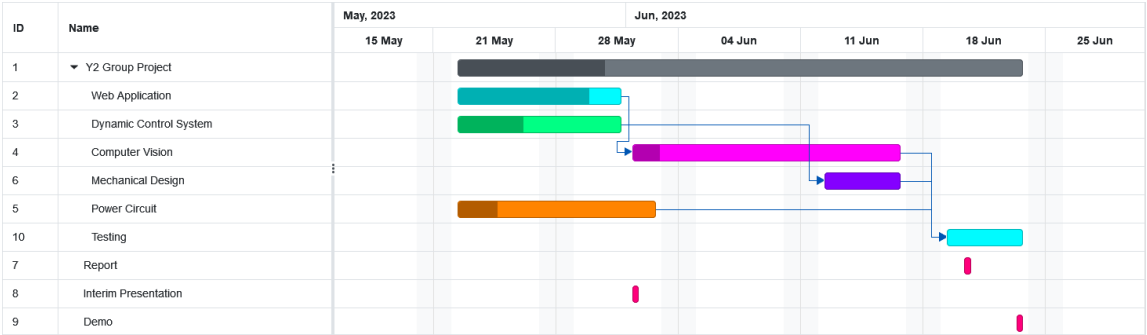 ID Name May, 2023 Jun, 2023
15 May 21 May 28 May 04 Jun 11 Jun 18 Jun 25 Jun
1 Y2 Group Project
2 Web Application
3 Dynamic Control System
4 Computer Vision
6 Mechanical Design
5 Power Circuit
10 Testing
7 Report
8 Interim Presentation
9 Demo